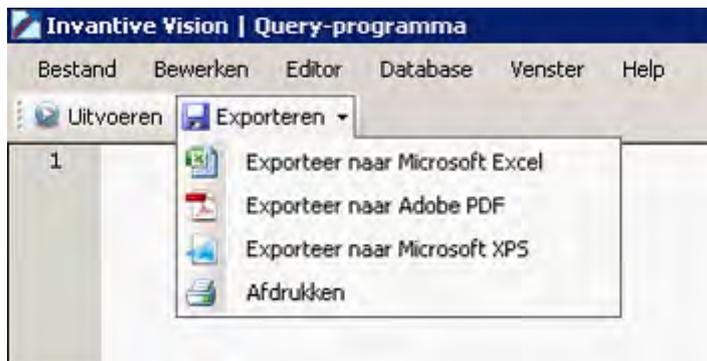 Invantive Vision | Query-programma
Bestand Bewerken Editor Database Venster Help
Uitvoeren Exporteren
1
Exporteer naar Microsoft Excel
Exporteer naar Adobe PDF
Exporteer naar Microsoft XPS
Afdrukken